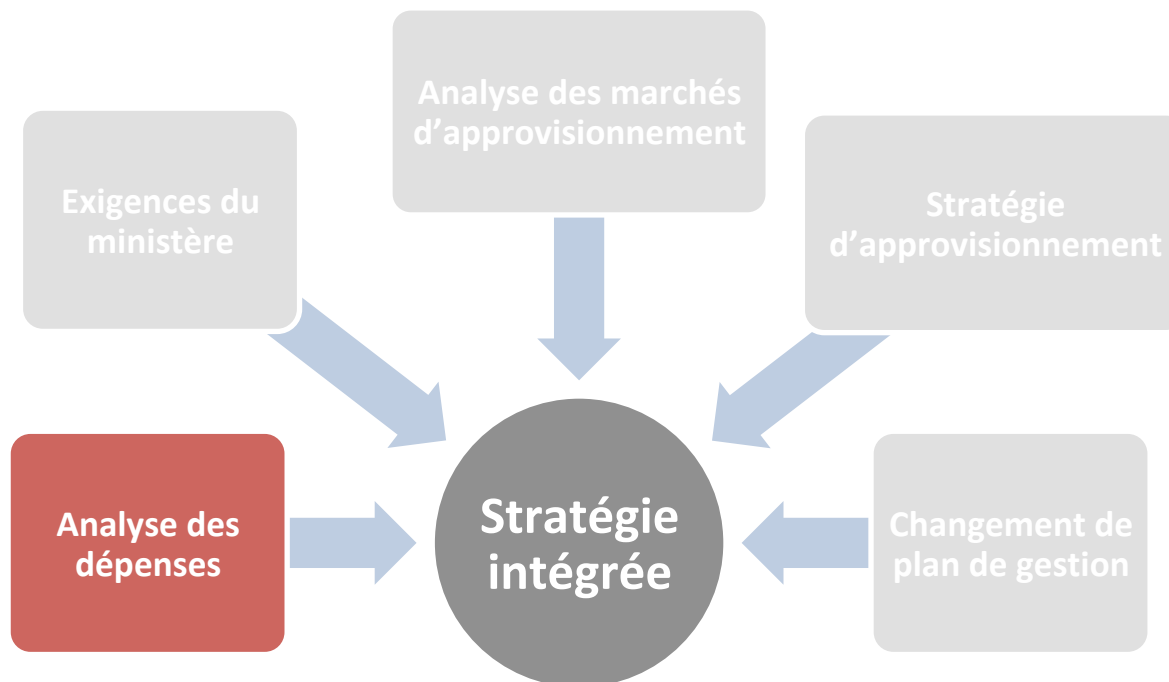 Analyse des marchés
d’approvisionnement
Exigences du
ministère
Stratégie
d’approvisionnement
Analyse des
dépenses
Stratégie
intégrée
Changement de
plan de gestion